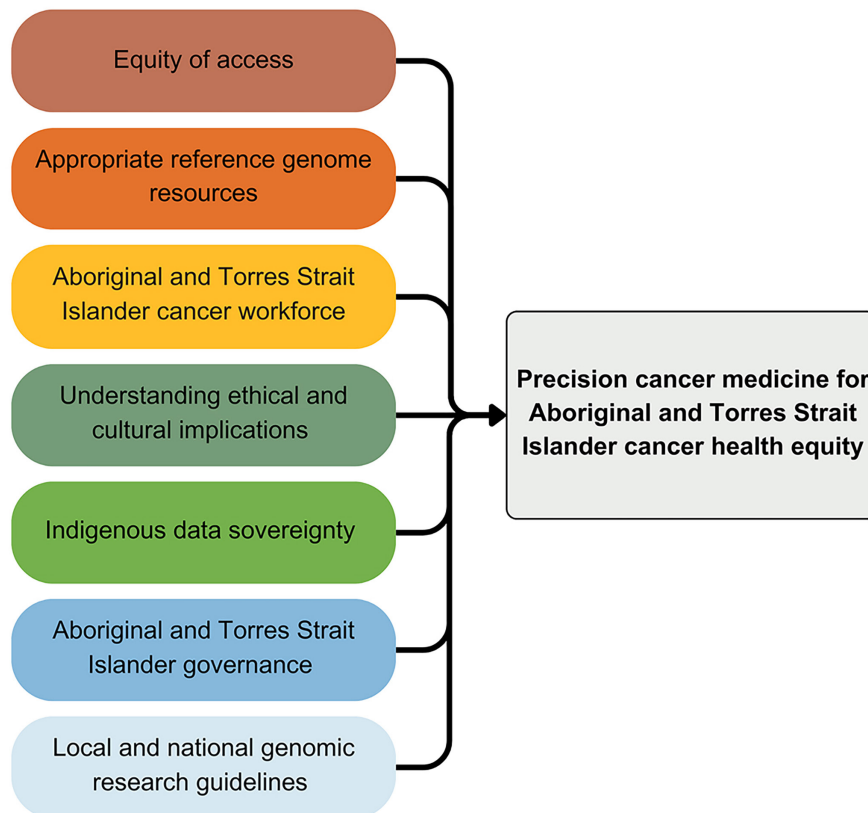 Equity of access
Appropriate reference genome
resources
Aboriginal and Torres Strait
Islander cancer workforce
Understanding ethical and
cultural implications
Indigenous data sovereignty
Aboriginal and Torres Strait
Islander governance
Local and national genomic
research guidelines
Precision cancer medicine for
Aboriginal and Torres Strait
Islander cancer health equity